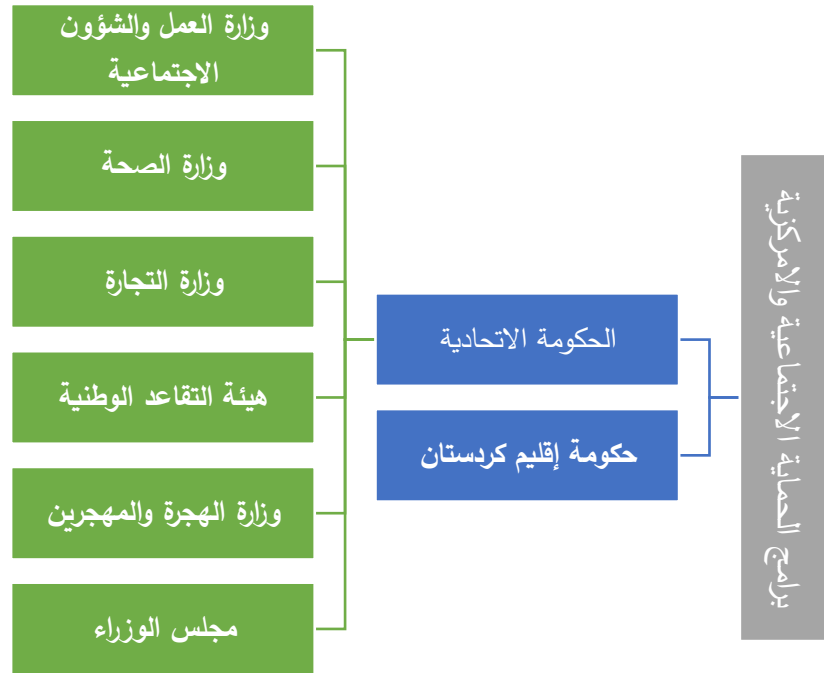 برامج الحماية الاجتماعية والامركزية
الحكومة الاتحادية
حكومة إقليم كردستان
وزارة العمل والشؤون
الاجتماعية
وزارة الصحة
وزارة التجارة
هيئة التقاعد الوطنية
وزارة الهجرة والمهجرين
مجلس الوزراء